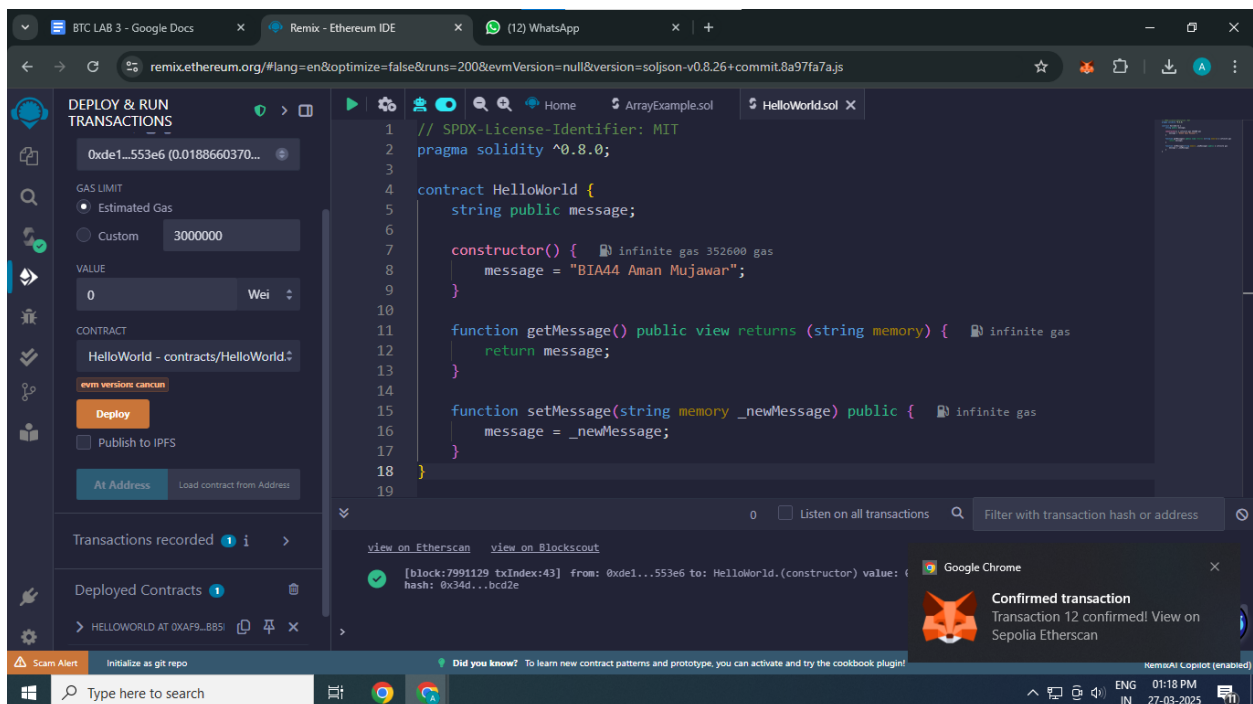 BTC LAB 3 - Google Docs
Remix - Ethereum IDE
(12) WhatsApp
remix.ethereum.org/#lang=en&optimize=false&runs=200&evmVersion=null&version=soljson-v0.8.26+commit.8a97fa7a.js
A
DEPLOY & RUN
TRANSACTIONS
0xde1...553e6 (0.0188660370...
GAS LIMIT
Estimated Gas
Custom 3000000
VALUE
0 Wei
CONTRACT
HelloWorld - contracts/HelloWorld.
evm version: cancun
Deploy
Publish to IPFS
At Address Load contract from Address
Transactions recorded 1 i
Deployed Contracts 1
HELLOWORLD AT 0XAF9...B85
Home ArrayExample.sol HelloWorld.sol
1 // SPDX-License-Identifier: MIT
2 pragma solidity ^0.8.0;
3
4 contract HelloWorld {
5 string public message;
6
7 constructor() { infinite gas 352600 gas
8 message = "BIA44 Aman Mujawar";
9 }
10
11 function getMessage() public view returns (string memory) { infinite gas
12 return message;
13 }
14
15 function setMessage(string memory _newMessage) public { infinite gas
16 message = _newMessage;
17 }
18 }
19
0 Listen on all transactions Filter with transaction hash or address
view on Etherscan view on Blockscout
[block:7991129 txIndex:43] from: 0xde1...553e6 to: HelloWorld.(constructor) value:
hash: 0x34d...bcd2e
>
Google Chrome
Confirmed transaction
Transaction 12 confirmed! View on
Sepolia Etherscan
Scam Alert Initialize as git repo Did you know? To learn new contract patterns and prototype, you can activate and try the cookbook plugin! RemixAI Copilot (enabled)
Type here to search
ENG
IN
01:18 PM
27-03-2025
11